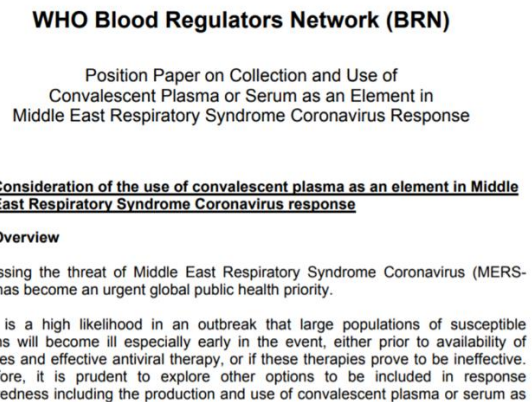 WHO Blood Regulators Network (BRN)
Position Paper on Collection and Use of
Convalescent Plasma or Serum as an Element in
Middle East Respiratory Syndrome Coronavirus Response
Consideration of the use of convalescent plasma as an element in Middle
East Respiratory Syndrome Coronavirus response
Overview
ssing the threat of Middle East Respiratory Syndrome Coronavirus (MERS-
has become an urgent global public health priority.
is a high likelihood in an outbreak that large populations of susceptible
s will become ill especially early in the event, either prior to availability of
es and effective antiviral therapy, or if these therapies prove to be ineffective.
ore, it is prudent to explore other options to be included in response
edness including the production and use of convalescent plasma or serum as